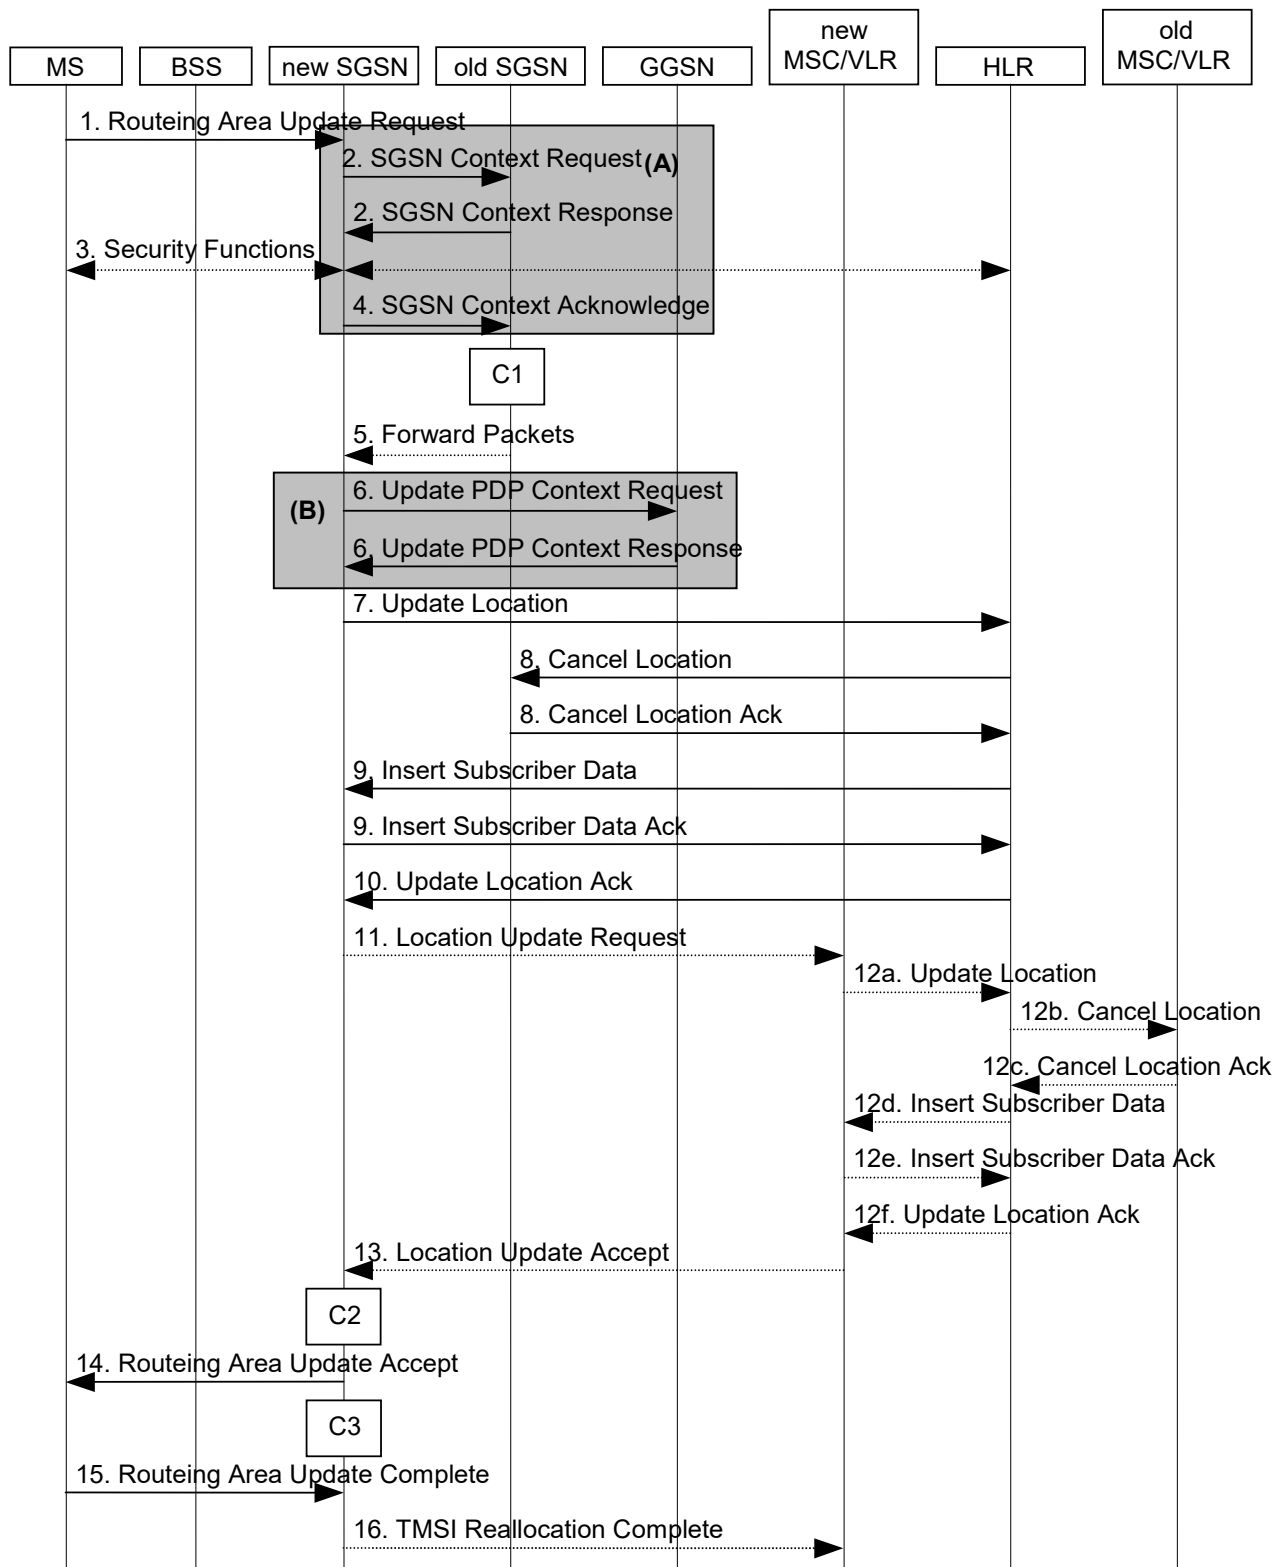 new
MSC/VLR
old
MSC/VLR
MS
BSS
new SGSN
old SGSN
GGSN
HLR
1. Routeing Area Update Request
2. SGSN Context Request
(A)
2. SGSN Context Response
3. Security Functions
4. SGSN Context Acknowledge
C1
5. Forward Packets
6. Update PDP Context Request
(B)
6. Update PDP Context Response
7. Update Location
8. Cancel Location
8. Cancel Location Ack
9. Insert Subscriber Data
9. Insert Subscriber Data Ack
10. Update Location Ack
11. Location Update Request
12a. Update Location
12b. Cancel Location
12c. Cancel Location Ack
12d. Insert Subscriber Data
12e. Insert Subscriber Data Ack
12f. Update Location Ack
13. Location Update Accept
C2
14. Routeing Area Update Accept
C3
15. Routeing Area Update Complete
16. TMSI Reallocation Complete